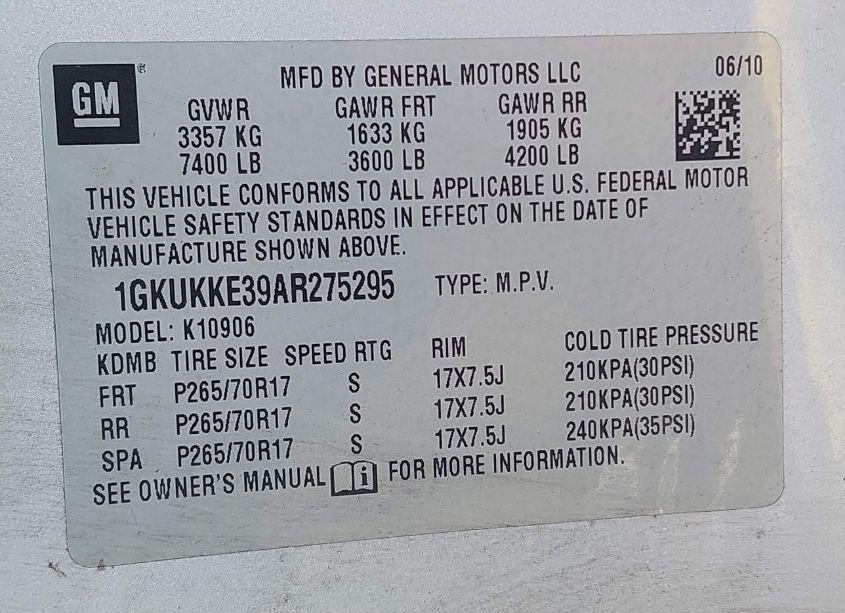 GM ® MFD BY GENERAL MOTORS LLC 06/10
GVWR GAWR FRT GAWR RR
3357 KG 1633 KG 1905 KG
7400 LB 3600 LB 4200 LB
THIS VEHICLE CONFORMS TO ALL APPLICABLE U.S. FEDERAL MOTOR
VEHICLE SAFETY STANDARDS IN EFFECT ON THE DATE OF
MANUFACTURE SHOWN ABOVE.
1GKUKKE39AR275295 TYPE: M.P.V.
MODEL: K10906
KDMB TIRE SIZE SPEED RTG RIM COLD TIRE PRESSURE
FRT P265/70R17 S 17X7.5J 210KPA(30PSI)
RR P265/70R17 S 17X7.5J 210KPA(30PSI)
SPA P265/70R17 S 17X7.5J 240KPA(35PSI)
SEE OWNER'S MANUAL i FOR MORE INFORMATION.